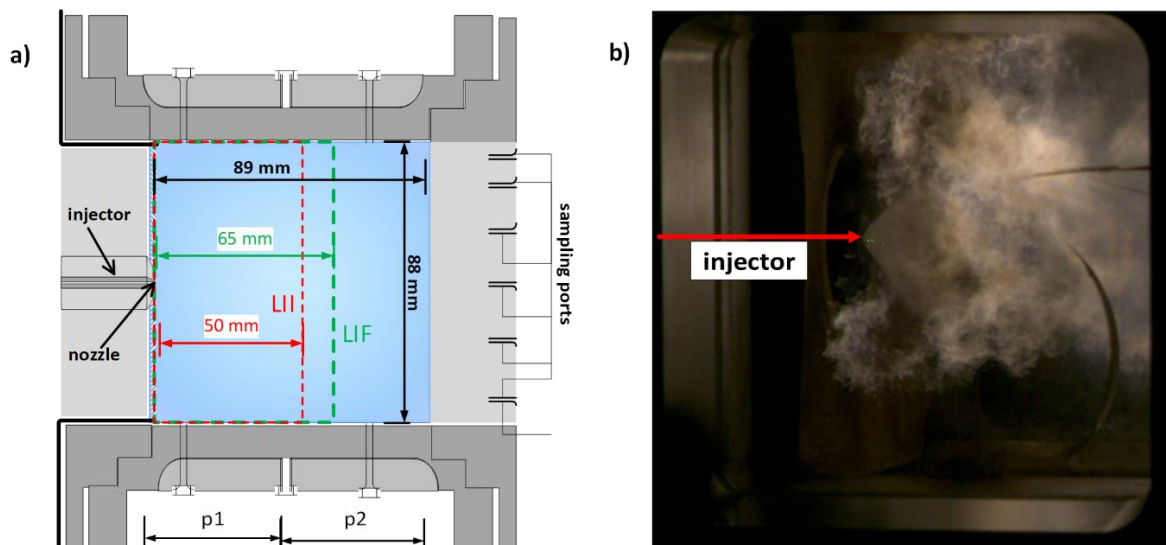 a)
89 mm
injector
65 mm
88 mm
sampling ports
LII
50 mm
LIF
nozzle
p1
p2
b)
injector